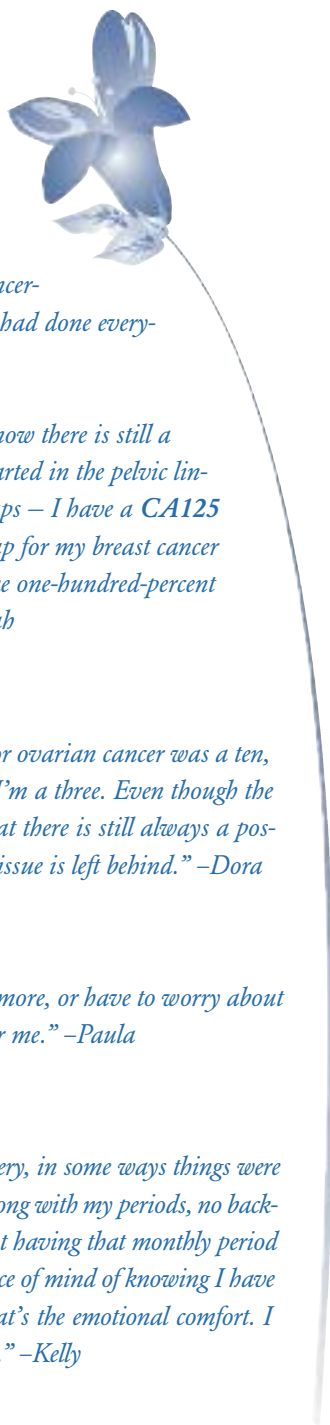 ncer-
had done every-
now there is still a
arted in the pelvic lin-
ps – I have a CA125
up for my breast cancer
e one-hundred-percent
ah
or ovarian cancer was a ten,
I’m a three. Even though the
at there is still always a pos-
issue is left behind.” –Dora
more, or have to worry about
r me.” –Paula
ery, in some ways things were
ong with my periods, no back-
t having that monthly period
ce of mind of knowing I have
at’s the emotional comfort. I
.” –Kelly